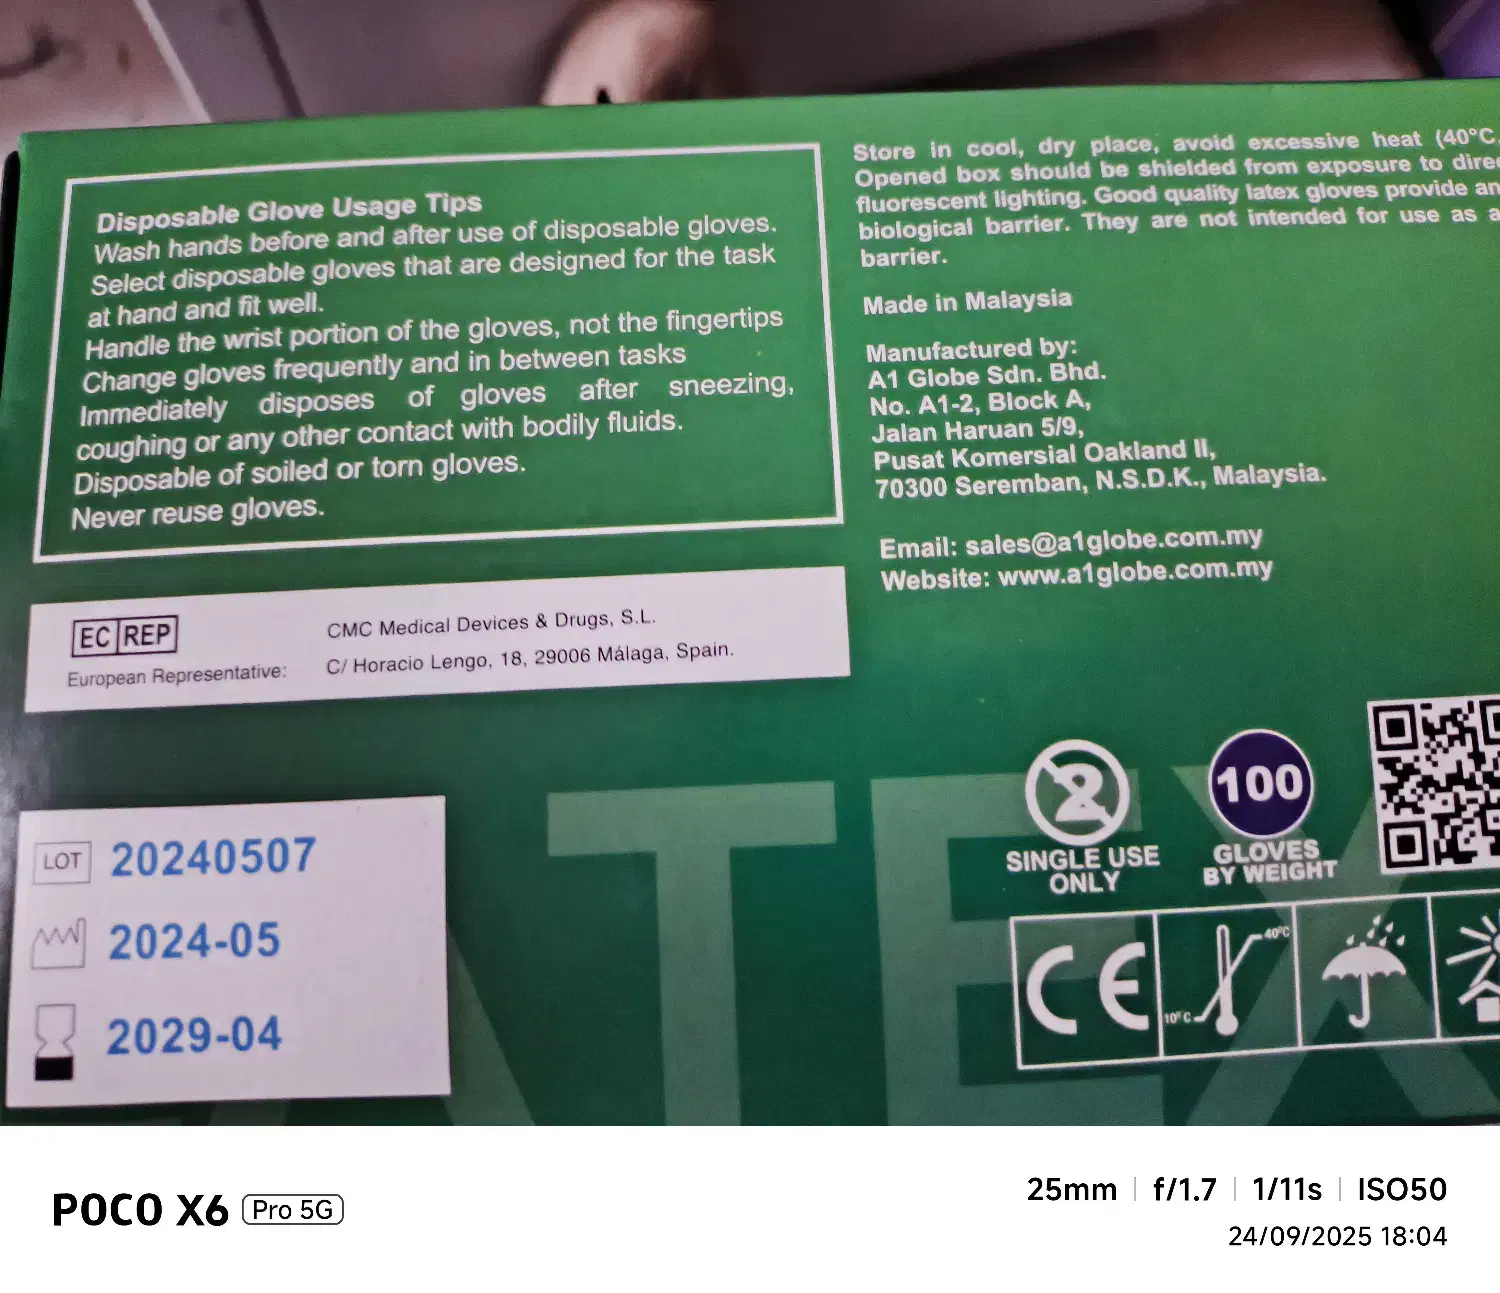 Disposable Glove Usage Tips
Wash hands before and after use of disposable gloves.
Select disposable gloves that are designed for the task
at hand and fit well.
Handle the wrist portion of the gloves, not the fingertips
Change gloves frequently and in between tasks
Immediately disposes of gloves after sneezing,
coughing or any other contact with bodily fluids.
Disposable of soiled or torn gloves.
Never reuse gloves.
EC REP
European Representative:
CMC Medical Devices & Drugs, S.L.
C/ Horacio Lengo, 18, 29006 Málaga, Spain.
LOT 20240507
2024-05
2029-04
Store in cool, dry place, avoid excessive heat (40°C
Opened box should be shielded from exposure to
fluorescent lighting. Good quality latex gloves provide
biological barrier. They are not intended for use as
barrier.
Made in Malaysia
Manufactured by:
A1 Globe Sdn. Bhd.
No. A1-2, Block A,
Jalan Haruan 5/9,
Pusat Komersial Oakland II,
70300 Seremban, N.S.D.K., Malaysia.
Email: sales@a1globe.com.my
Website: www.a1globe.com.my
2
SINGLE USE
ONLY
100
GLOVES
BY WEIGHT
CE
40°C
10°C
ATEX
POCO X6 Pro 5G
25mm | f/1.7 | 1/11s | ISO50
24/09/2025 18:04